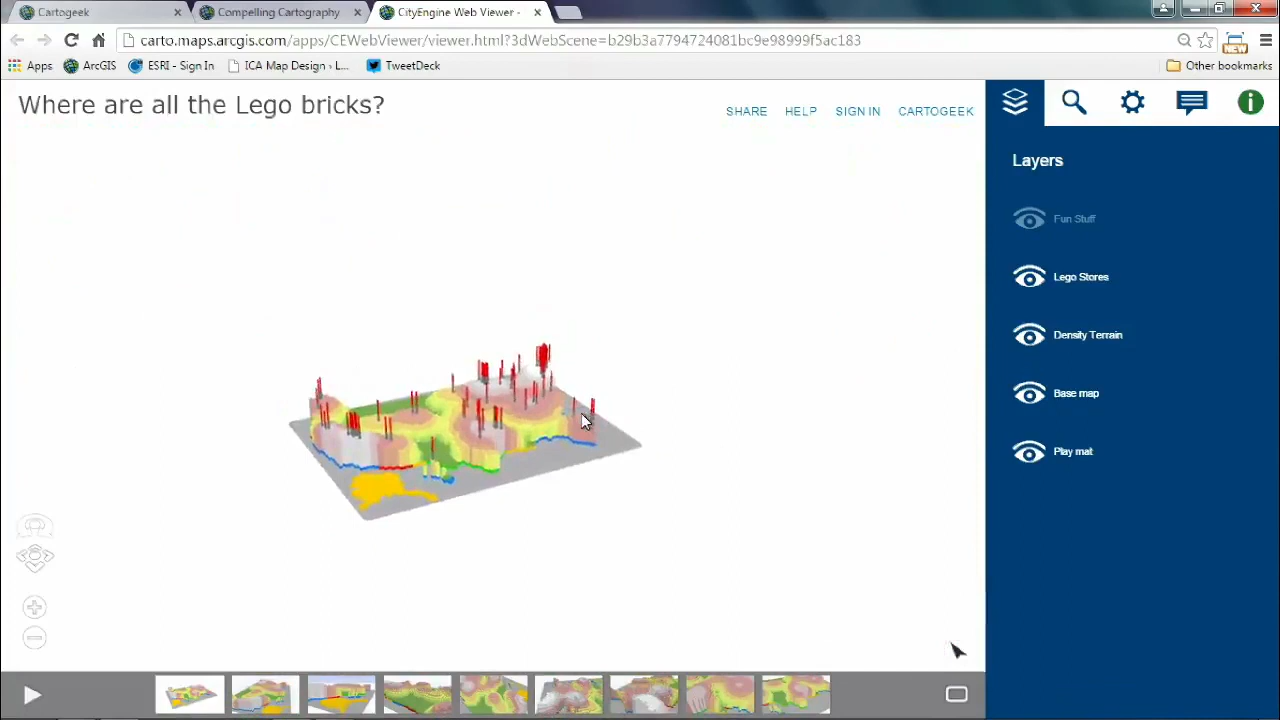 Cartogeek
Compelling Cartography
CityEngine Web Viewer -
carto.maps.arcgis.com/apps/CEWebViewer/viewer.html?3dWebScene=b29b3a7794724081bc9e98999f5ac183
NEW
Apps
ArcGIS
ESRI - Sign In
ICA Map Design › L...
TweetDeck
Other bookmarks
Where are all the Lego bricks?
SHARE
HELP
SIGN IN
CARTOGEEK
Layers
Fun Stuff
Lego Stores
Density Terrain
Base map
Play mat